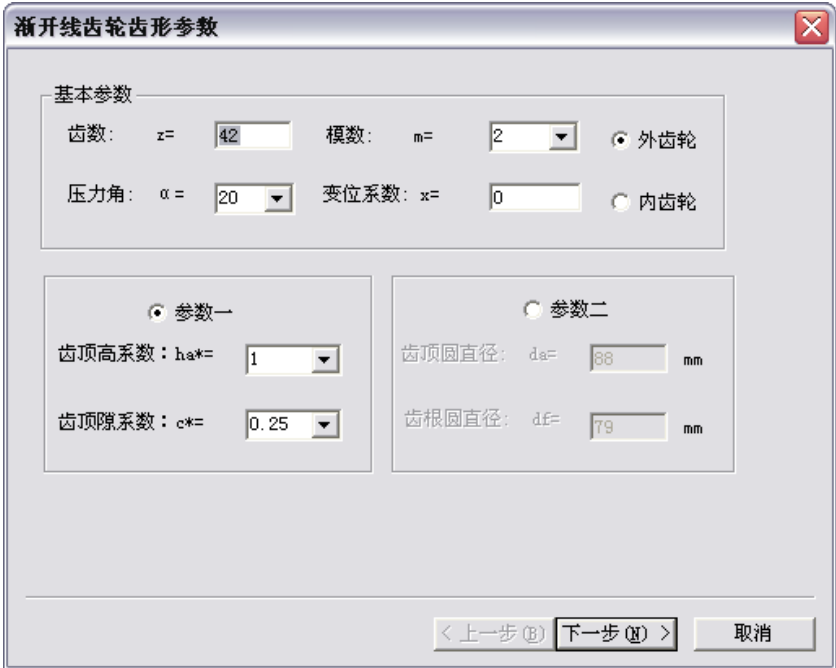 渐开线齿轮齿形参数
基本参数
齿数: z= 42 模数: m= 2 外齿轮
压力角: α= 20 变位系数: x= 0 内齿轮
参数一
齿顶高系数：ha*= 1
齿顶隙系数：c*= 0.25
参数二
齿顶圆直径: da= 88 mm
齿根圆直径: df= 79 mm
< 上一步(B) 下一步(N) > 取消